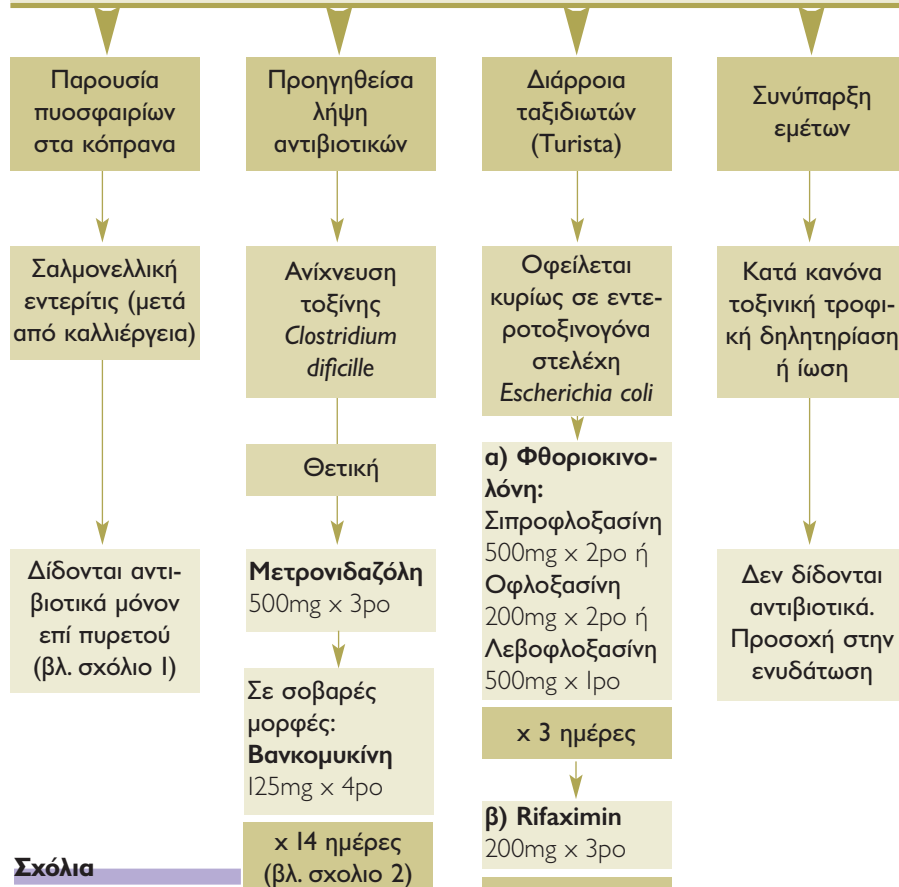 Παρουσία
πυοσφαιρίων
στα κόπρανα
Σαλμονελλική
εντερίτις (μετά
από καλλιέργεια)
Δίδονται αντι-
βιοτικά μόνον
επί πυρετού
(βλ. σχόλιο 1)
Προηγηθείσα
λήψη
αντιβιοτικών
Ανίχνευση
τοξίνης
Clostridium
dificille
Θετική
Μετρονιδαζόλη
500mg x 3po
Σε σοβαρές
μορφές:
Βανκομυκίνη
125mg x 4po
x 14 ημέρες
(βλ. σχολιο 2)
Διάρροια
ταξιδιωτών
(Turista)
Οφείλεται
κυρίως σε εντε-
ροτοξινογόνα
στελέχη
Escherichia coli
α) Φθοριοκινο-
λόνη:
Σιπροφλοξασίνη
500mg x 2po ή
Οφλοξασίνη
200mg x 2po ή
Λεβοφλοξασίνη
500mg x 1po
x 3 ημέρες
β) Rifaximin
200mg x 3po
Συνύπαρξη
εμέτων
Κατά κανόνα
τοξινική τροφι-
κή δηλητηρίαση
ή ίωση
Δεν δίδονται
αντιβιοτικά.
Προσοχή στην
ενυδάτωση
Σχόλια